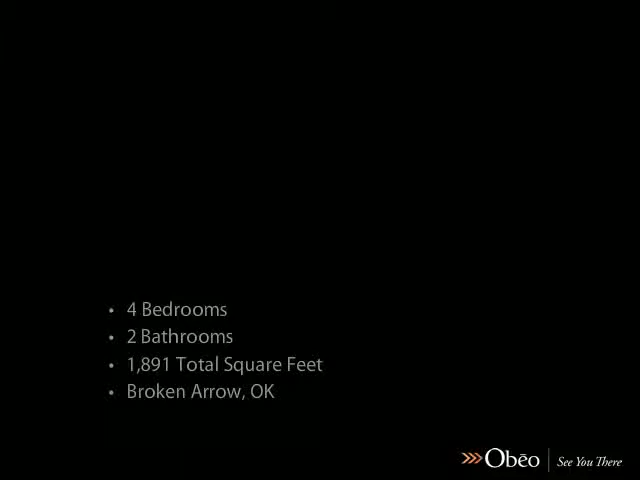 • 4 Bedrooms
• 2 Bathrooms
• 1,891 Total Square Feet
• Broken Arrow, OK
Obēo | See You There